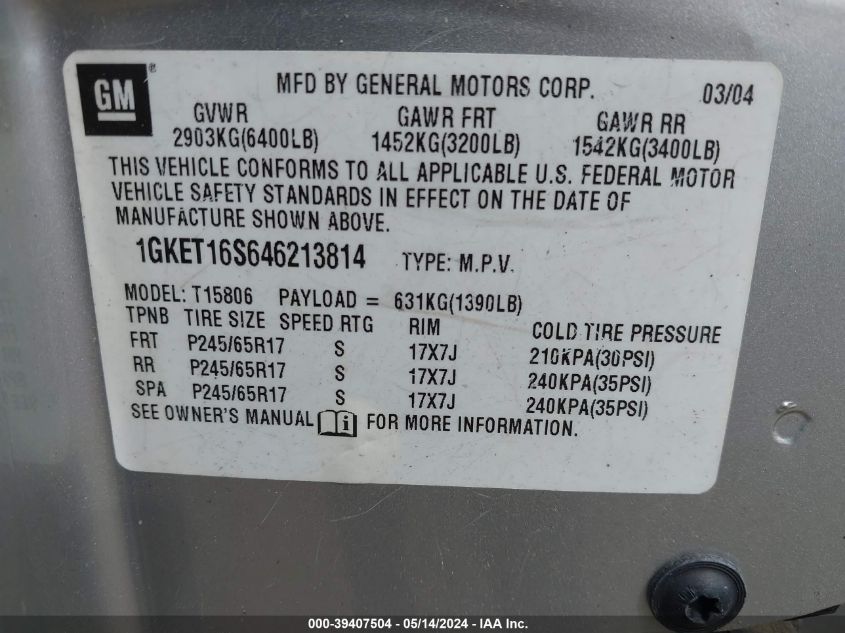 GM ®
MFD BY GENERAL MOTORS CORP. 03/04
GVWR GAWR FRT GAWR RR
2903KG(6400LB) 1452KG(3200LB) 1542KG(3400LB)
THIS VEHICLE CONFORMS TO ALL APPLICABLE U.S. FEDERAL MOTOR
VEHICLE SAFETY STANDARDS IN EFFECT ON THE DATE OF
MANUFACTURE SHOWN ABOVE.
1GKET16S646213814 TYPE: M.P.V.
MODEL: T15806 PAYLOAD = 631KG(1390LB)
TPNB TIRE SIZE SPEED RTG RIM COLD TIRE PRESSURE
FRT P245/65R17 S 17X7J 210KPA(30PSI)
RR P245/65R17 S 17X7J 240KPA(35PSI)
SPA P245/65R17 S 17X7J 240KPA(35PSI)
SEE OWNER'S MANUAL i FOR MORE INFORMATION.
000-39407504 - 05/14/2024 - IAA Inc.